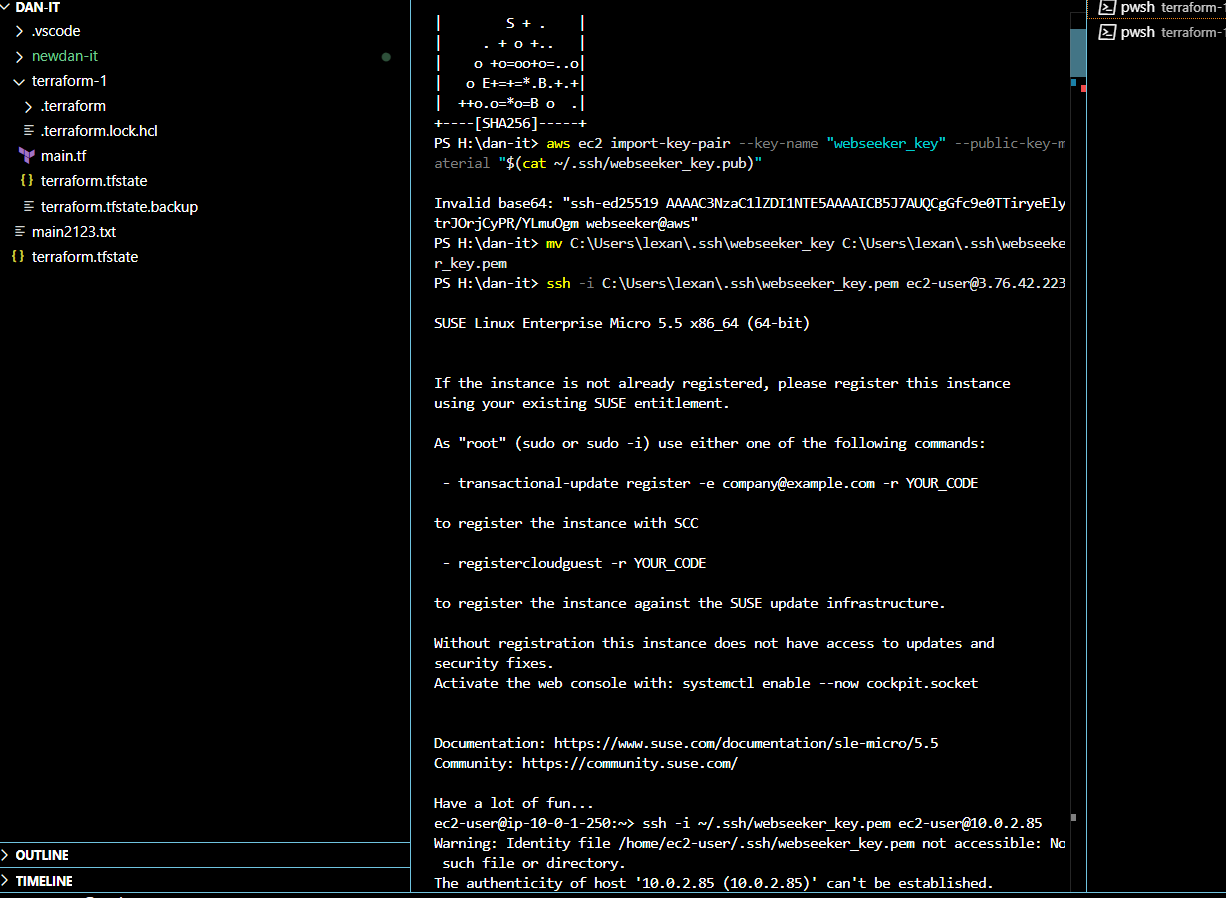 DAN-IT
.vscode
newdan-it
terraform-1
.terraform
.terraform.lock.hcl
main.tf
terraform.tfstate
terraform.tfstate.backup
main2123.txt
terraform.tfstate
OUTLINE
TIMELINE
|        S + .    |
|     . + o +..   |
|    o +o=oo+o=..o|
|   o E+=+=*.B.+.+|
|  ++o.o=*o=B o  .|
+----[SHA256]-----+
PS H:\dan-it> aws ec2 import-key-pair --key-name "webseeker_key" --public-key-m
aterial "$(cat ~/.ssh/webseeker_key.pub)"
Invalid base64: "ssh-ed25519 AAAAC3NzaC1lZDI1NTE5AAAAICB5J7AUQCgGfc9e0TTiryeEly
trJOrjCyPR/YLmuOgm webseeker@aws"
PS H:\dan-it> mv C:\Users\lexan\.ssh\webseeker_key C:\Users\lexan\.ssh\webseeke
r_key.pem
PS H:\dan-it> ssh -i C:\Users\lexan\.ssh\webseeker_key.pem ec2-user@3.76.42.223
SUSE Linux Enterprise Micro 5.5 x86_64 (64-bit)
If the instance is not already registered, please register this instance
using your existing SUSE entitlement.
As "root" (sudo or sudo -i) use either one of the following commands:
- transactional-update register -e company@example.com -r YOUR_CODE
to register the instance with SCC
- registercloudguest -r YOUR_CODE
to register the instance against the SUSE update infrastructure.
Without registration this instance does not have access to updates and
security fixes.
Activate the web console with: systemctl enable --now cockpit.socket
Documentation: https://www.suse.com/documentation/sle-micro/5.5
Community: https://community.suse.com/
Have a lot of fun...
ec2-user@ip-10-0-1-250:~> ssh -i ~/.ssh/webseeker_key.pem ec2-user@10.0.2.85
Warning: Identity file /home/ec2-user/.ssh/webseeker_key.pem not accessible: No
such file or directory.
The authenticity of host '10.0.2.85 (10.0.2.85)' can't be established.
pwsh terraform-1
pwsh terraform-1